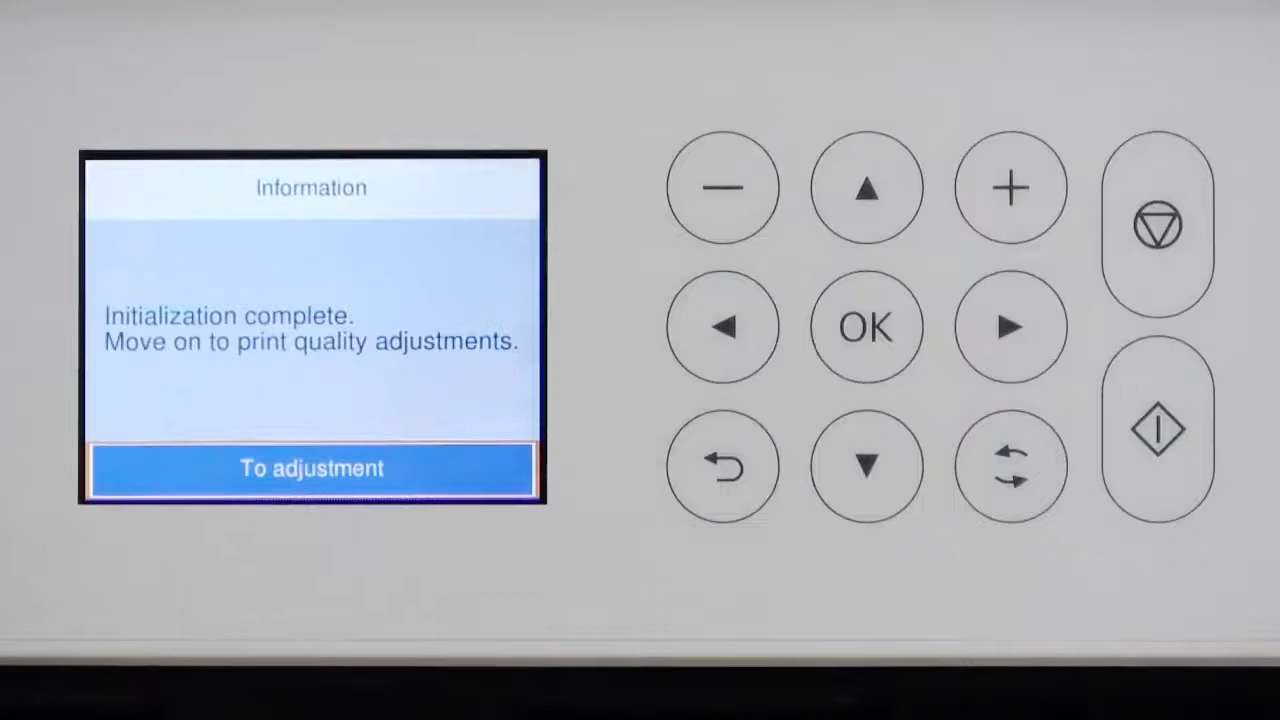 Information
Initialization complete.
Move on to print quality adjustments.
To adjustment
OK